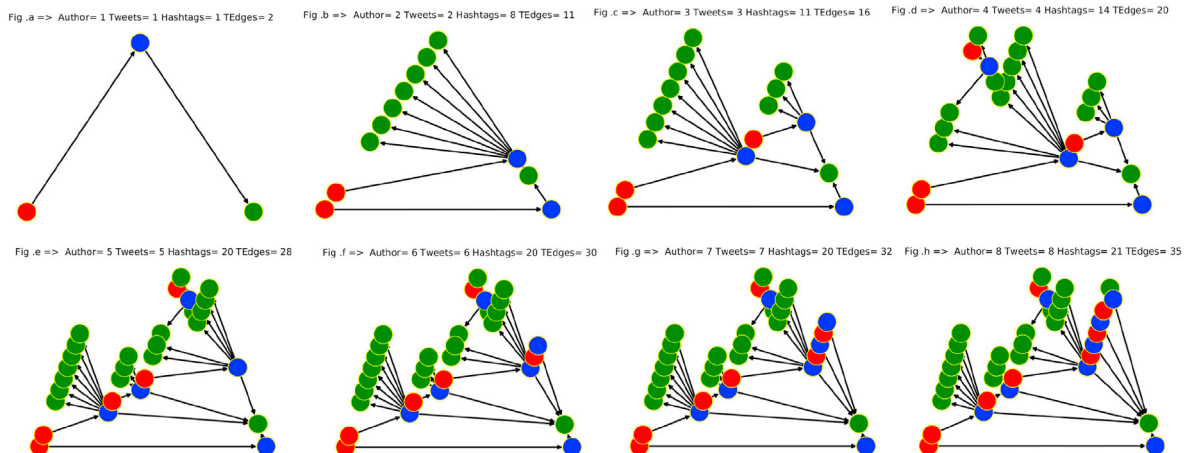 Fig .a => Author= 1 Tweets= 1 Hashtags= 1 TEdges= 2
Fig .b => Author= 2 Tweets= 2 Hashtags= 8 TEdges= 11
Fig .c => Author= 3 Tweets= 3 Hashtags= 11 TEdges= 16
Fig .d => Author= 4 Tweets= 4 Hashtags= 14 TEdges= 20
Fig .e => Author= 5 Tweets= 5 Hashtags= 20 TEdges= 28
Fig .f => Author= 6 Tweets= 6 Hashtags= 20 TEdges= 30
Fig .g => Author= 7 Tweets= 7 Hashtags= 20 TEdges= 32
Fig .h => Author= 8 Tweets= 8 Hashtags= 21 TEdges= 35